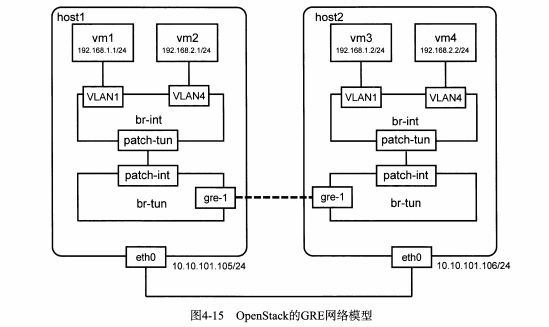 host1
vm1
192.168.1.1/24
vm2
192.168.2.1/24
VLAN1
VLAN4
br-int
patch-tun
patch-int
gre-1
br-tun
eth0
10.10.101.105/24
host2
vm3
192.168.1.2/24
vm4
192.168.2.2/24
VLAN1
VLAN4
br-int
patch-tun
patch-int
gre-1
br-tun
eth0
10.10.101.106/24
图4-15 OpenStack的GRE网络模型